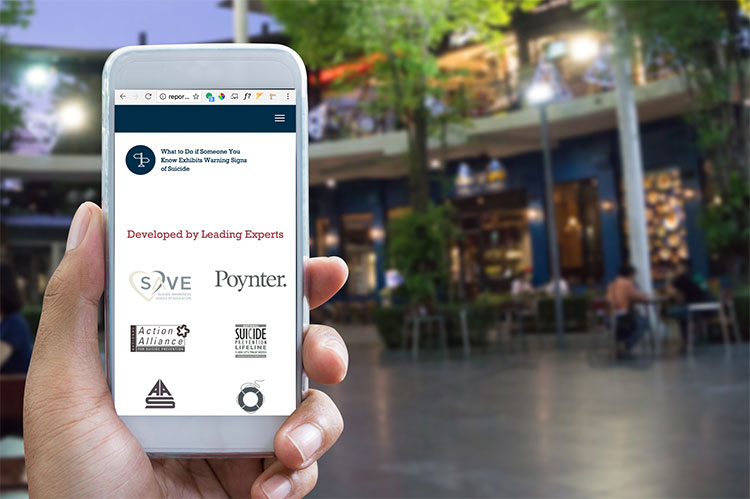 repor...
What to Do if Someone You
Know Exhibits Warning Signs
of Suicide
Developed by Leading Experts
SAVE
Poynter.
Action
Alliance
FOR SUICIDE PREVENTION
SUICIDE
PREVENTION
LIFELINE
AAS